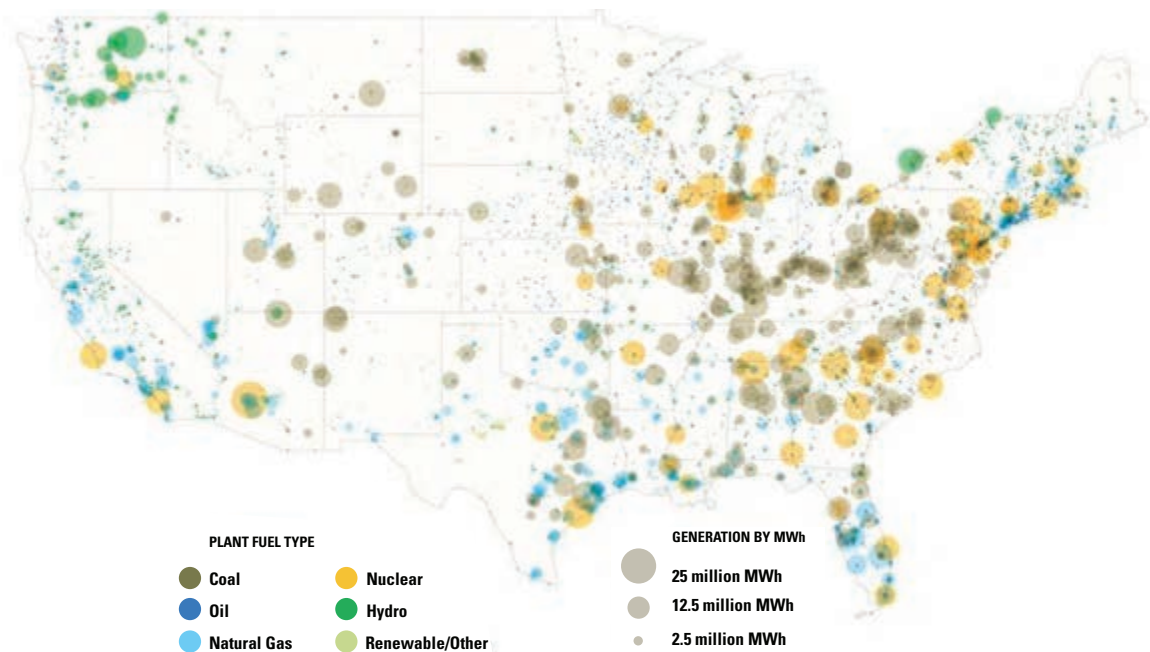 PLANT FUEL TYPE
Coal
Oil
Natural Gas
Nuclear
Hydro
Renewable/Other
GENERATION BY MWh
25 million MWh
12.5 million MWh
2.5 million MWh